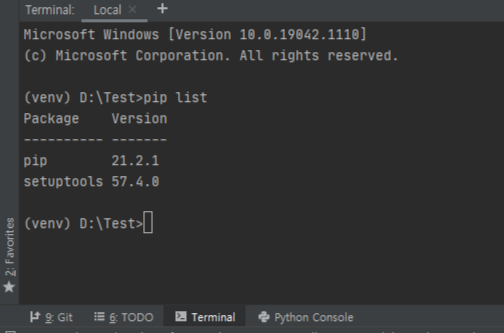 Terminal: Local × +
Microsoft Windows [Version 10.0.19042.1110]
(c) Microsoft Corporation. All rights reserved.
(venv) D:\Test>pip list
Package    Version
---------- -------
pip        21.2.1
setuptools 57.4.0
(venv) D:\Test>
2: Favorites
9: Git 6: TODO Terminal Python Console